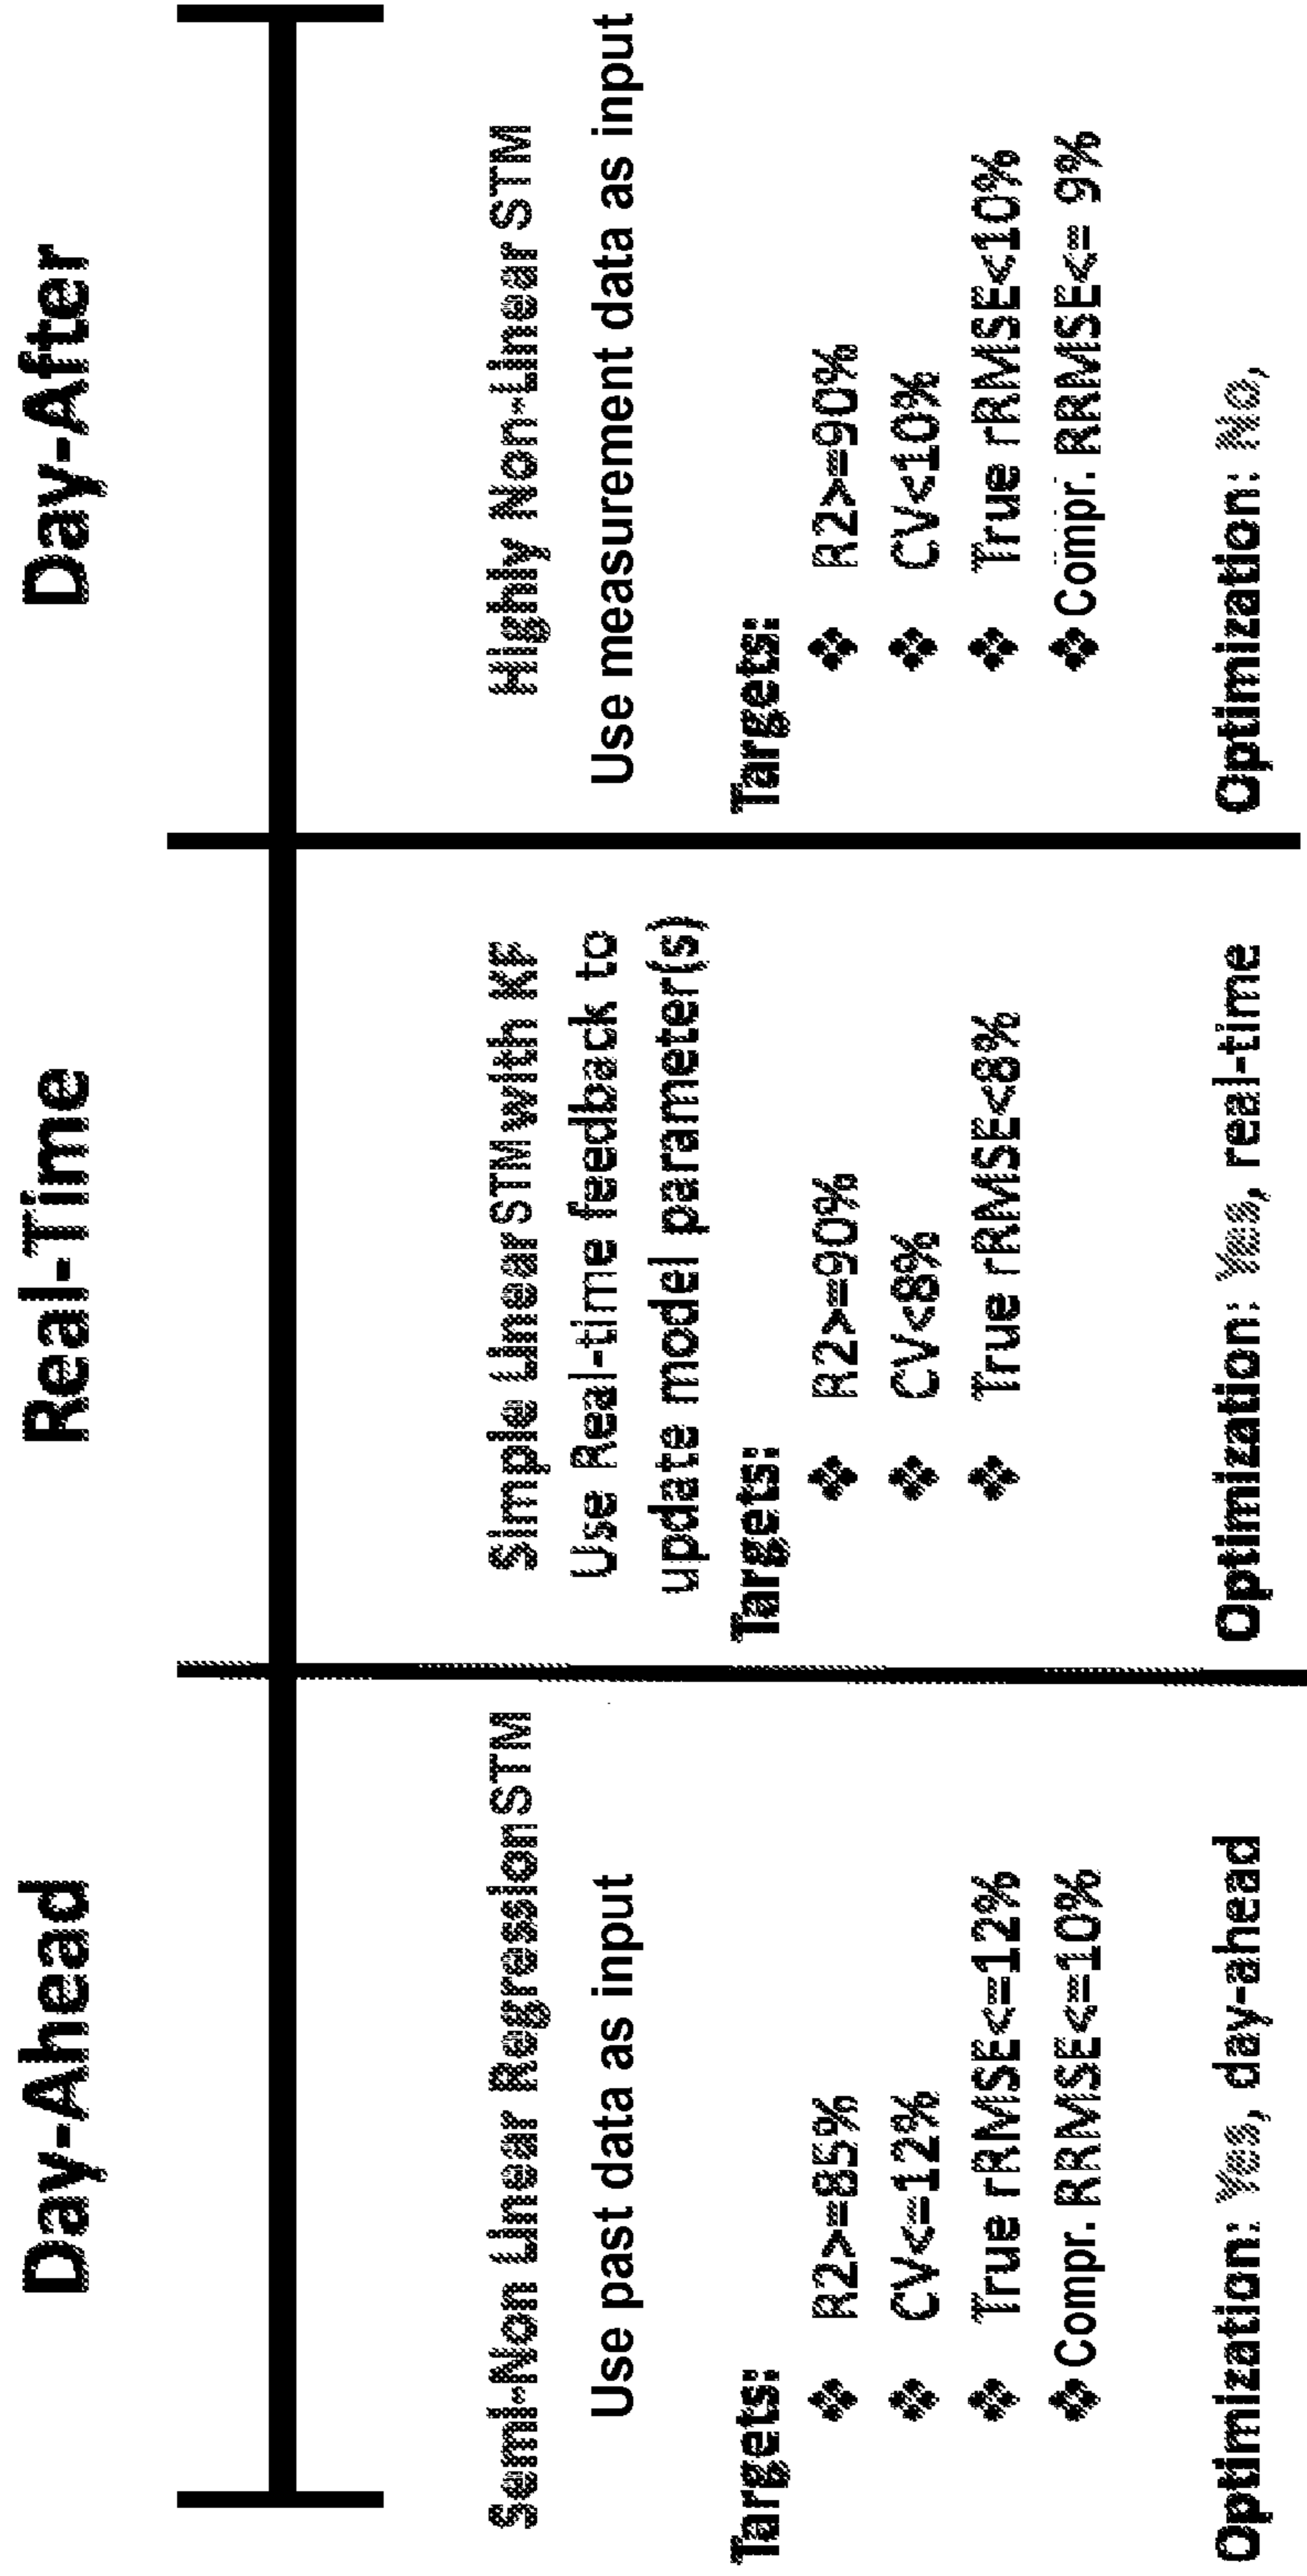 Day-Ahead
Semi-Non Linear Regression STM
Use past data as input
Targets:
❖ R2>=85%
❖ CV<=12%
❖ True rRMSE<=12%
❖ Compr. RRMSE<=10%
Optimization: Yes, day-ahead
Real-Time
Simple Linear STM with KF
Use Real-time feedback to
update model parameter(s)
Targets:
❖ R2>=90%
❖ CV<8%
❖ True rRMSE<8%
Optimization: Yes, real-time
Day-After
Highly Non-Linear STM
Use measurement data as input
Targets:
❖ R2>=90%
❖ CV<10%
❖ True rRMSE<10%
❖ Compr. RRMSE<= 9%
Optimization: No,